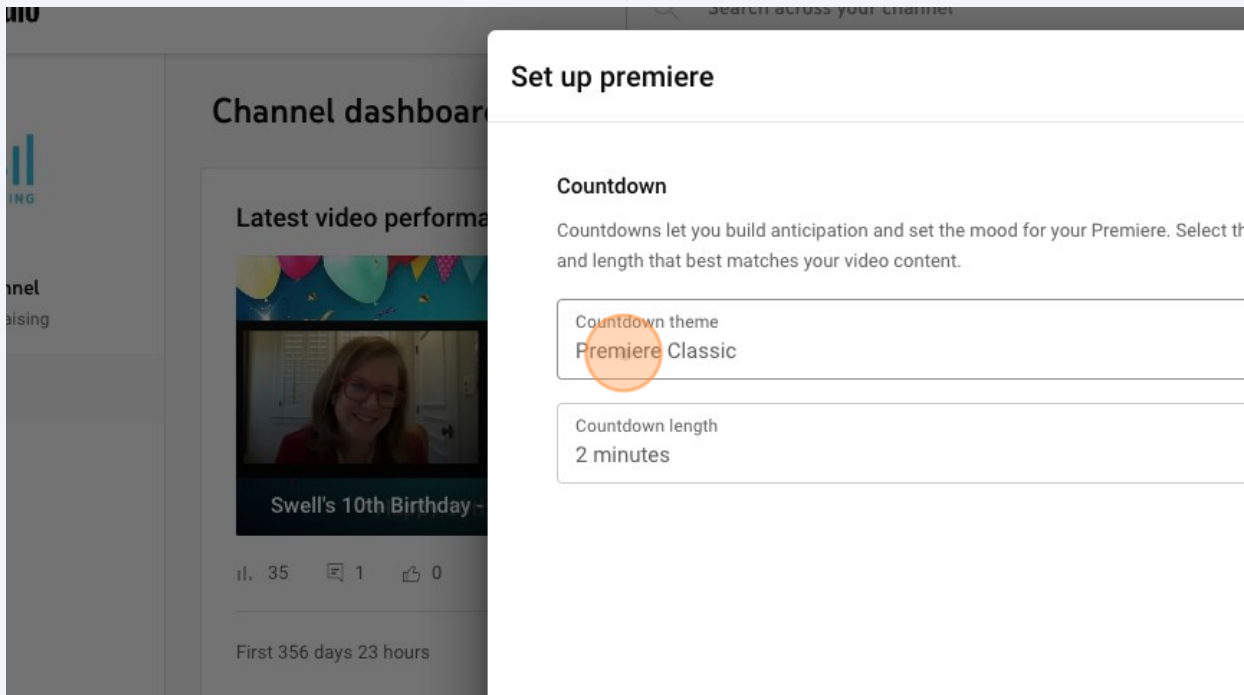 Search across your channel
Set up premiere
Channel dashboar
ING
Countdown
Latest video performa
Countdowns let you build anticipation and set the mood for your Premiere. Select th
and length that best matches your video content.
nnel
aising
Countdown theme
Premiere Classic
Countdown length
2 minutes
Swell's 10th Birthday -
35 1 0
First 356 days 23 hours